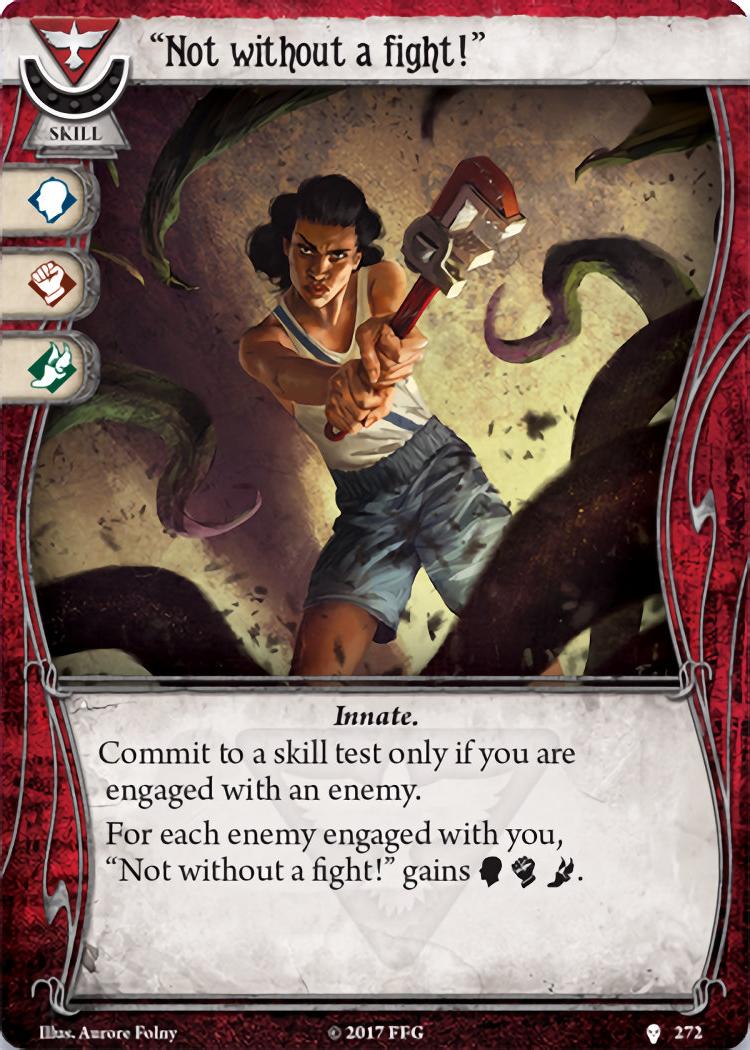 “Not without a fight!”
SKILL
Innate.
Commit to a skill test only if you are
engaged with an enemy.
For each enemy engaged with you,
“Not without a fight!” gains .
Illus. Aurore Folny
© 2017 FFG
272